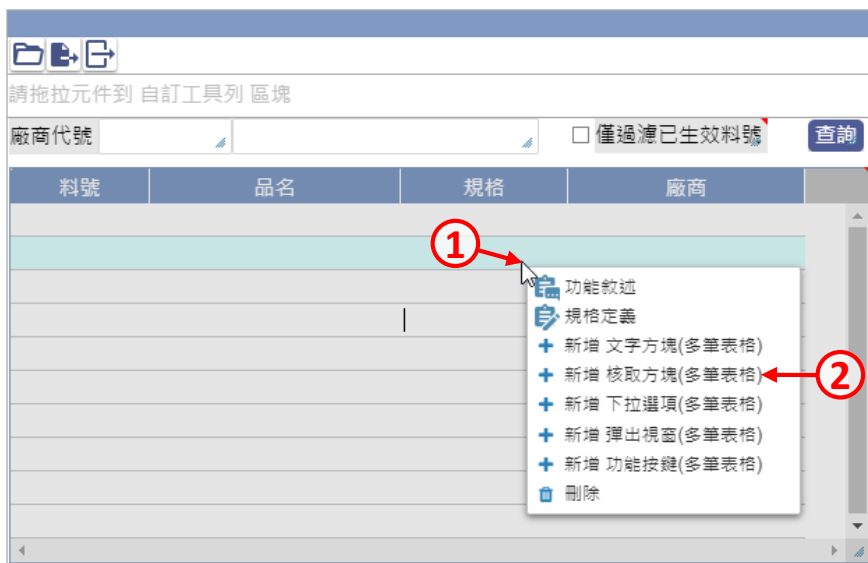 請拖拉元件到 自訂工具列 區塊
廠商代號 僅過濾已生效料號 查詢
料號 品名 規格 廠商
1
功能敘述
規格定義
新增 文字方塊(多筆表格)
新增 核取方塊(多筆表格)
2
新增 下拉選項(多筆表格)
新增 彈出視窗(多筆表格)
新增 功能按鍵(多筆表格)
刪除